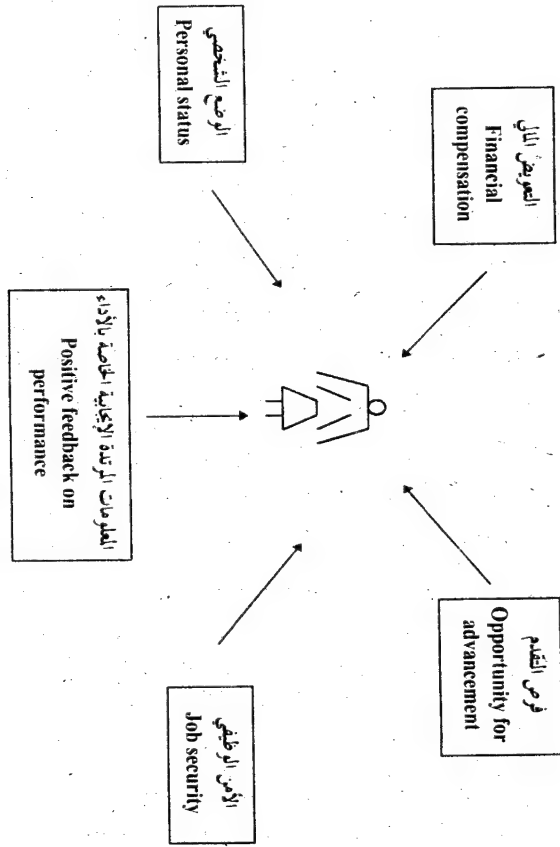 التعويض المالي
Financial
compensation
فرص التقدم
Opportunity for
advancement
الوضع الشخصي
Personal status
الأمن الوظيفي
Job security
المعلومات المرتدة الإيجابية الخاصة بالأداء
Positive feedback on
performance